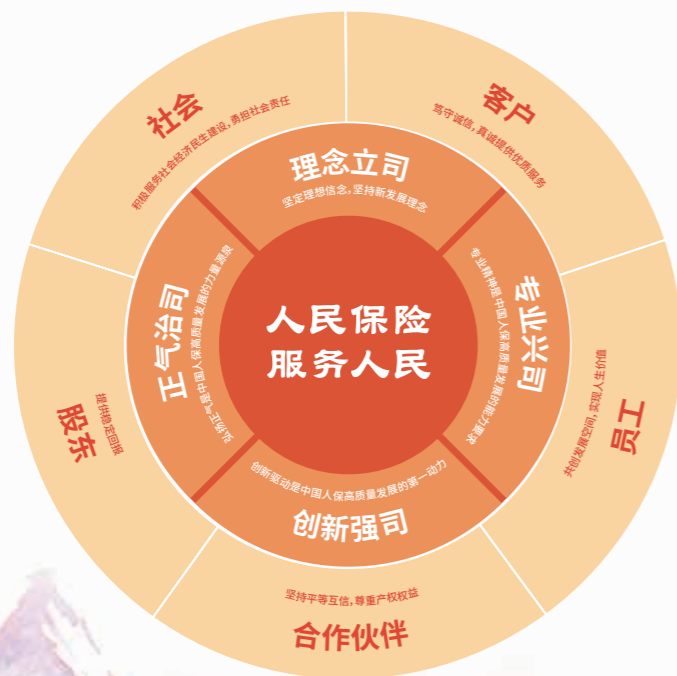 人民保险
服务人民
理念立司
坚定理想信念，坚持新发展理念
专业兴司
专业精神是中国人保高质量发展的能力要求
创新强司
创新驱动是中国人保高质量发展的第一动力
正气治司
弘扬正气是中国人保高质量发展的力量源泉
社会
积极服务社会经济民生建设，勇担社会责任
客户
笃守诚信，真诚提供优质服务
员工
共创发展空间，实现人生价值
合作伙伴
坚持平等互信，尊重产权权益
股东
提供稳定回报